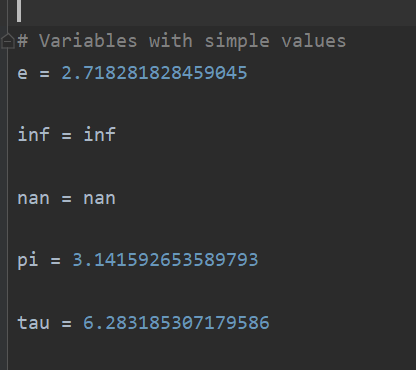 # Variables with simple values
e = 2.718281828459045
inf = inf
nan = nan
pi = 3.141592653589793
tau = 6.283185307179586